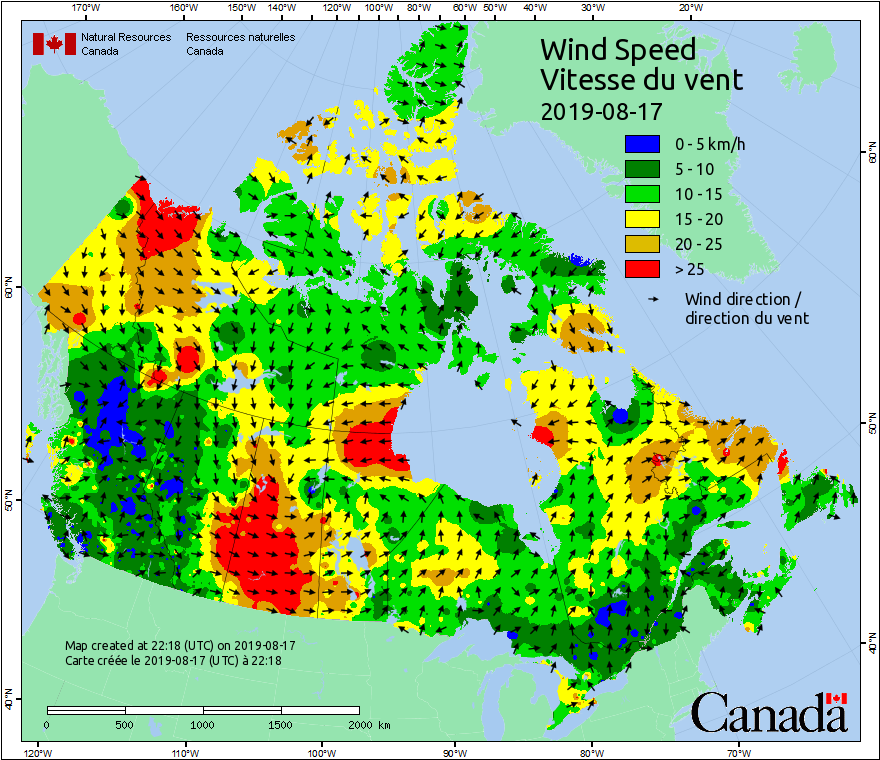 170°W 160°W 150°W 140°W 130°W 120°W 110°W 100°W 90°W 80°W 70°W 60°W 50°W 40°W 30°W 20°W
Natural Resources Canada
Ressources naturelles Canada
Wind Speed
Vitesse du vent
2019-08-17
0 - 5 km/h
5 - 10
10 - 15
15 - 20
20 - 25
> 25
Wind direction /
direction du vent
60°N
60°N
50°N
50°N
40°N
40°N
Map created at 22:18 (UTC) on 2019-08-17
Carte créée le 2019-08-17 (UTC) à 22:18
0 500 1000 1500 2000 km
Canada
120°W 110°W 100°W 90°W 80°W 70°W